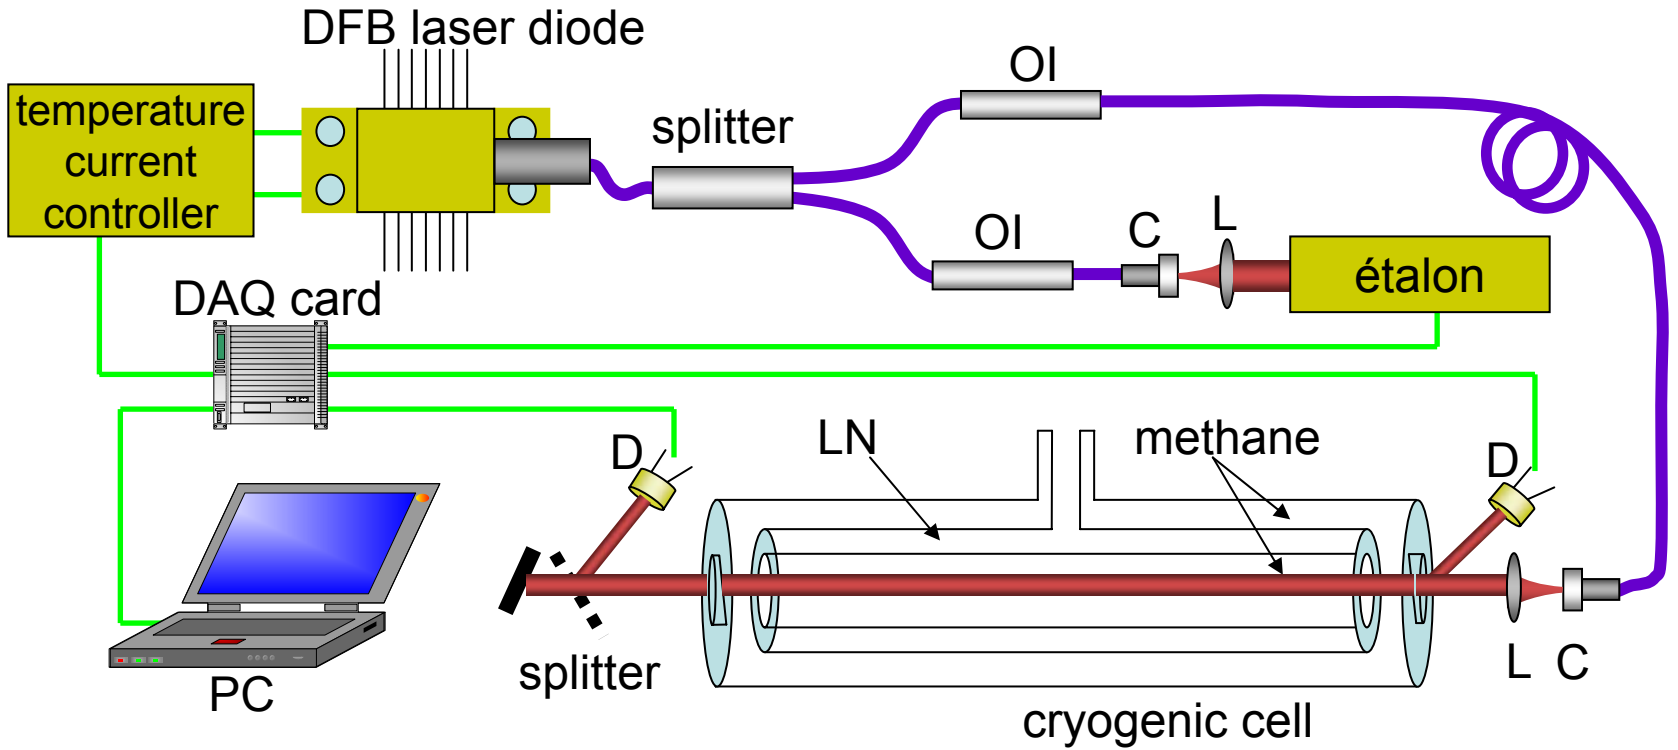 DFB laser diode
OI
temperature
current
controller
splitter
OI
C
L
étalon
DAQ card
LN
methane
D
D
splitter
PC
L
C
cryogenic cell